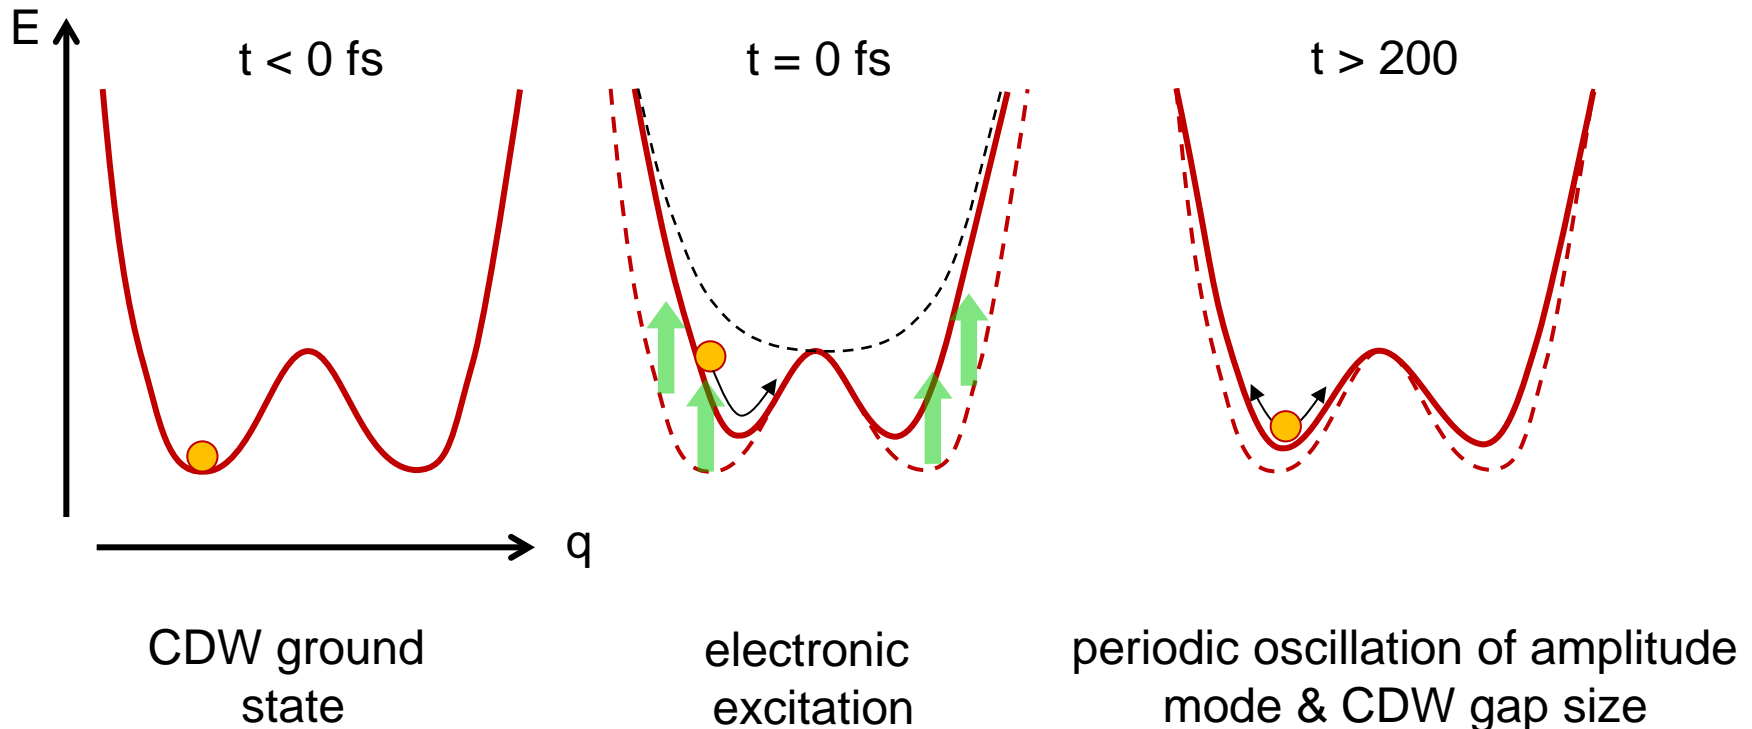 E
t < 0 fs
t = 0 fs
t > 200
q
CDW ground
state
electronic
excitation
periodic oscillation of amplitude
mode & CDW gap size